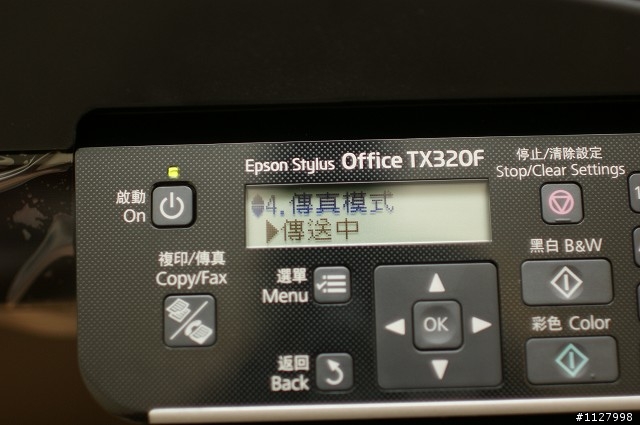 Epson Stylus Office TX320F
停止/清除設定
Stop/Clear Settings
啟動
On
4.傳真模式
傳送中
複印/傳真
Copy/Fax
選單
Menu
OK
返回
Back
黑白 B&W
彩色 Color
#1127998